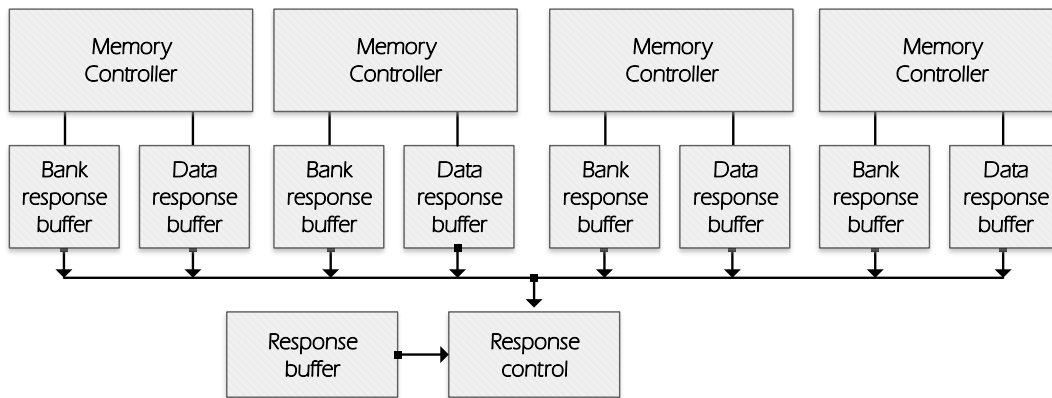 Memory
Controller
Memory
Controller
Memory
Controller
Memory
Controller
Bank
response
buffer
Data
response
buffer
Bank
response
buffer
Data
response
buffer
Bank
response
buffer
Data
response
buffer
Bank
response
buffer
Data
response
buffer
Response
buffer
Response
control